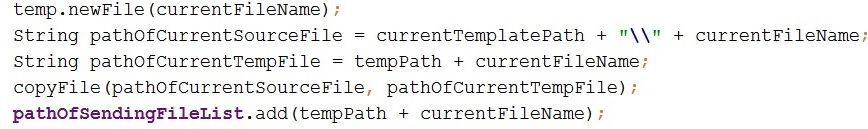 temp.newFile(currentFileName);
String pathOfCurrentSourceFile = currentTemplatePath + "\\" + currentFileName;
String pathOfCurrentTempFile = tempPath + currentFileName;
copyFile(pathOfCurrentSourceFile, pathOfCurrentTempFile);
pathOfSendingFileList.add(tempPath + currentFileName);